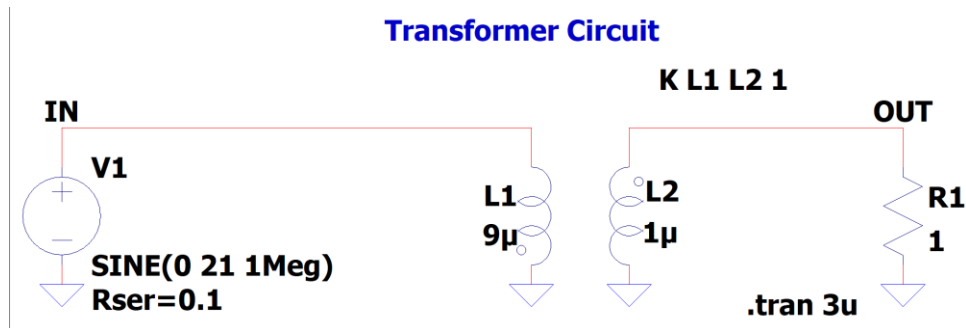 Transformer Circuit
K L1 L2 1
IN
OUT
V1
L1
9µ
L2
1µ
R1
1
SINE(0 21 1Meg)
Rser=0.1
.tran 3u